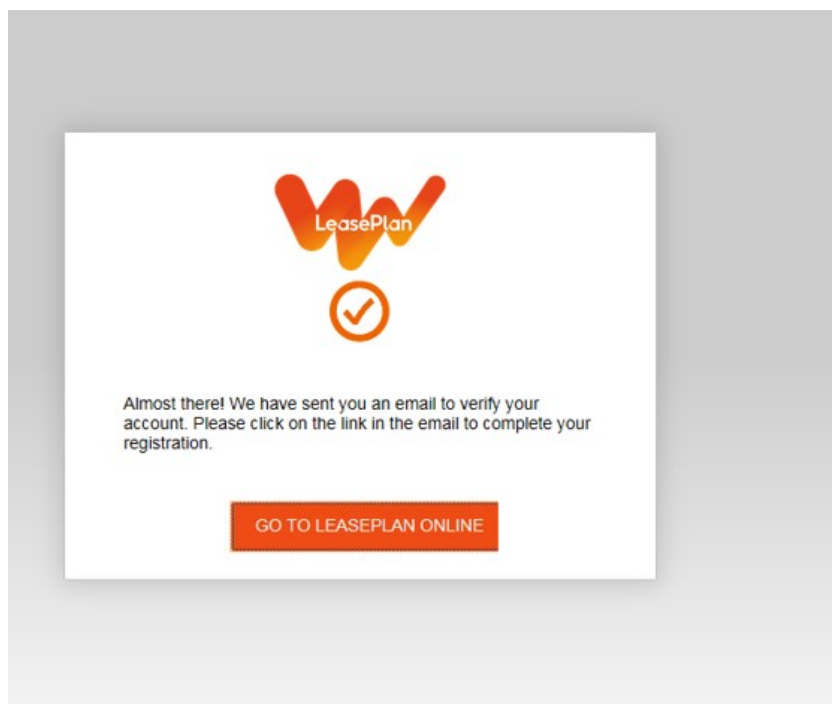 LeasePlan
Almost there! We have sent you an email to verify your
account. Please click on the link in the email to complete your
registration.
GO TO LEASEPLAN ONLINE